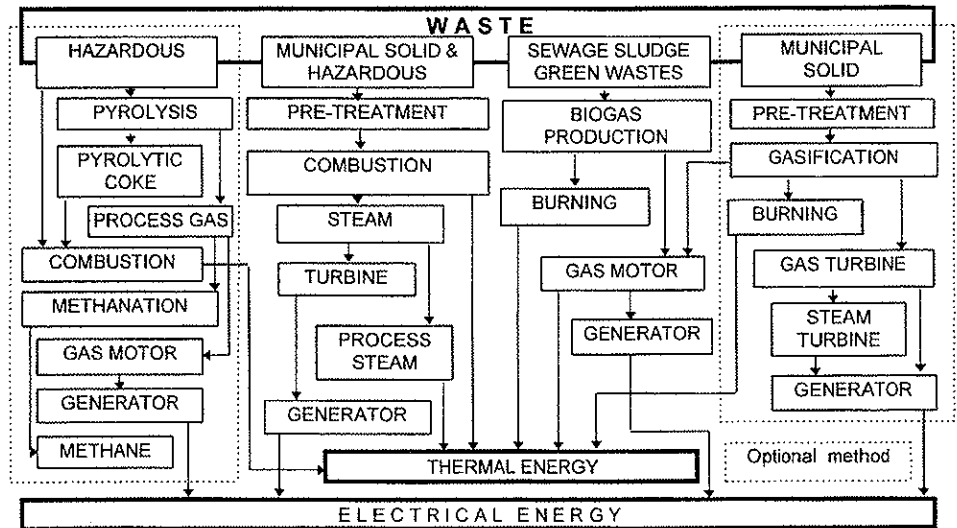 WASTE
HAZARDOUS
PYROLYSIS
PYROLYTIC
COKE
PROCESS GAS
COMBUSTION
METHANATION
GAS MOTOR
GENERATOR
METHANE
MUNICIPAL SOLID &
HAZARDOUS
PRE-TREATMENT
COMBUSTION
STEAM
TURBINE
PROCESS
STEAM
GENERATOR
SEWAGE SLUDGE
GREEN WASTES
BIOGAS
PRODUCTION
BURNING
GAS MOTOR
GENERATOR
MUNICIPAL
SOLID
PRE-TREATMENT
GASIFICATION
BURNING
GAS TURBINE
STEAM
TURBINE
GENERATOR
THERMAL ENERGY
Optional method
ELECTRICAL ENERGY